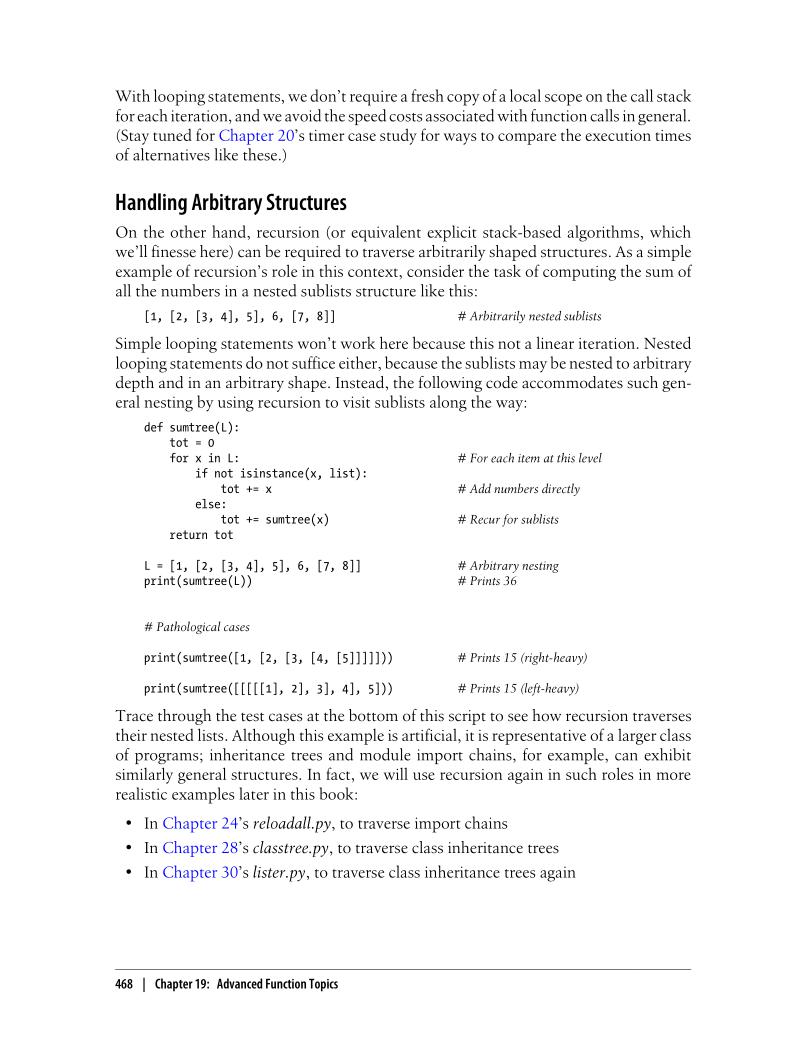 With looping statements, we don’t require a fresh copy of a local scope on the call stack
for each iteration, and we avoid the speed costs associated with function calls in general.
(Stay tuned for Chapter 20’s timer case study for ways to compare the execution times
of alternatives like these.)
Handling Arbitrary Structures
On the other hand, recursion (or equivalent explicit stack-based algorithms, which
we’ll finesse here) can be required to traverse arbitrarily shaped structures. As a simple
example of recursion’s role in this context, consider the task of computing the sum of
all the numbers in a nested sublists structure like this:
[1, [2, [3, 4], 5], 6, [7, 8]] # Arbitrarily nested sublists
Simple looping statements won’t work here because this not a linear iteration. Nested
looping statements do not suffice either, because the sublists may be nested to arbitrary
depth and in an arbitrary shape. Instead, the following code accommodates such gen-
eral nesting by using recursion to visit sublists along the way:
def sumtree(L):
    tot = 0
    for x in L: # For each item at this level
        if not isinstance(x, list):
            tot += x # Add numbers directly
        else:
            tot += sumtree(x) # Recur for sublists
    return tot
L = [1, [2, [3, 4], 5], 6, [7, 8]] # Arbitrary nesting
print(sumtree(L)) # Prints 36
# Pathological cases
print(sumtree([1, [2, [3, [4, [5]]]]])) # Prints 15 (right-heavy)
print(sumtree([[[[[1], 2], 3], 4], 5])) # Prints 15 (left-heavy)
Trace through the test cases at the bottom of this script to see how recursion traverses
their nested lists. Although this example is artificial, it is representative of a larger class
of programs; inheritance trees and module import chains, for example, can exhibit
similarly general structures. In fact, we will use recursion again in such roles in more
realistic examples later in this book:
• In Chapter 24’s reloadall.py, to traverse import chains
• In Chapter 28’s classtree.py, to traverse class inheritance trees
• In Chapter 30’s lister.py, to traverse class inheritance trees again
468 | Chapter 19: Advanced Function Topics